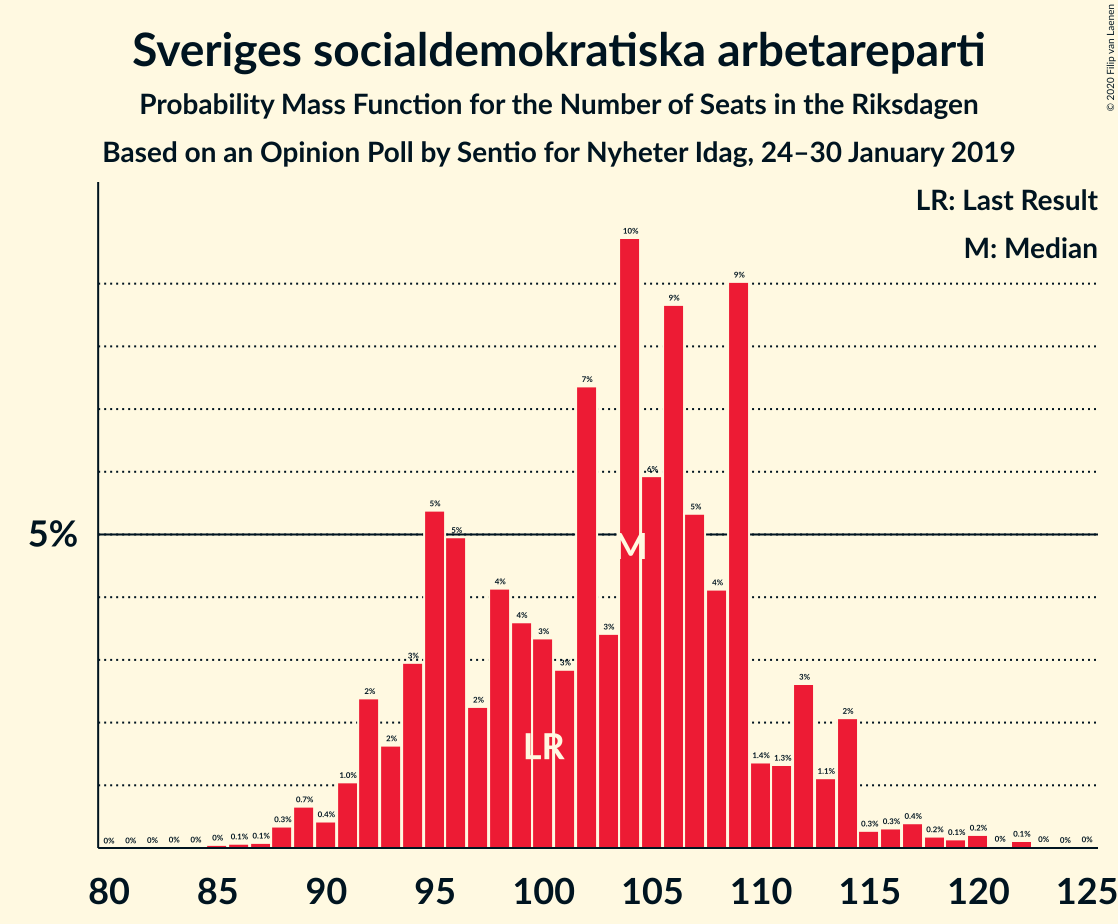 Sveriges socialdemokratiska arbetareparti
Probability Mass Function for the Number of Seats in the Riksdagen
Based on an Opinion Poll by Sentio for Nyheter Idag, 24–30 January 2019
© 2020 Filip van Laenen
LR: Last Result
M: Median
5%
0% 0% 0% 0% 0% 0% 0.1% 0.1% 0.3% 0.7% 0.4% 1.0% 2% 2% 3% 5% 5% 2% 4% 4% 3% 3% 7% 3% 10% 6% 9% 5% 4% 9% 1.4% 1.3% 3% 1.1% 2% 0.3% 0.3% 0.4% 0.2% 0.1% 0.2% 0% 0.1% 0% 0% 0%
M
LR
80 85 90 95 100 105 110 115 120 125